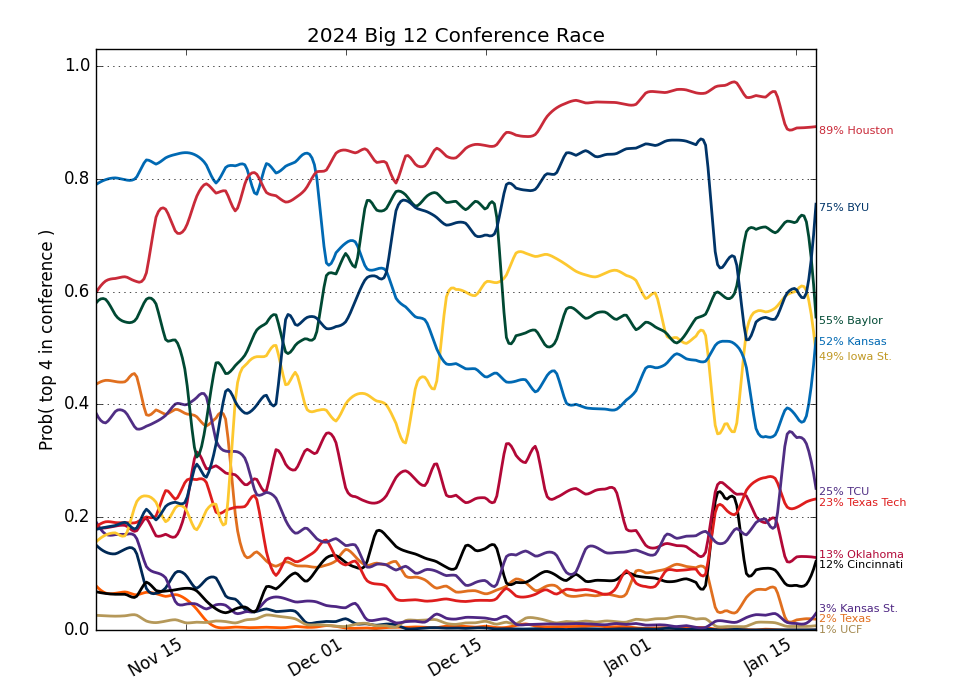 2024 Big 12 Conference Race
Prob( top 4 in conference )
1.0
0.8
0.6
0.4
0.2
0.0
Nov 15
Dec 01
Dec 15
Jan 01
Jan 15
89% Houston
75% BYU
55% Baylor
52% Kansas
49% Iowa St.
25% TCU
23% Texas Tech
13% Oklahoma
12% Cincinnati
3% Kansas St.
2% Texas
1% UCF